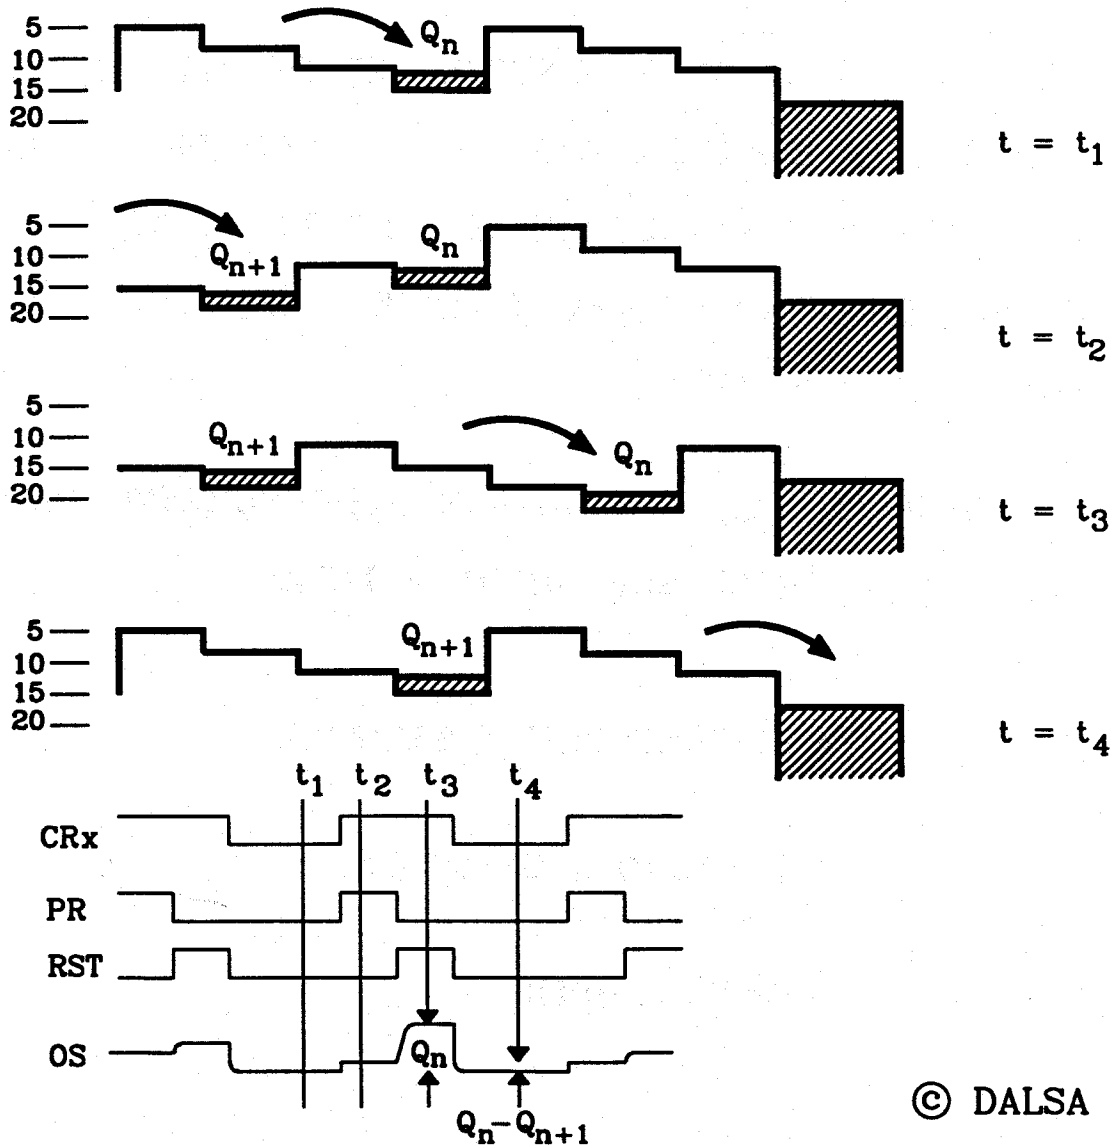 5
10
15
20
Qn
t = t1
5
10
15
20
Qn+1
Qn
t = t2
5
10
15
20
Qn+1
Qn
t = t3
5
10
15
20
Qn+1
t = t4
t1 t2 t3 t4
CRx
PR
RST
OS
Qn
Qn-Qn+1
© DALSA